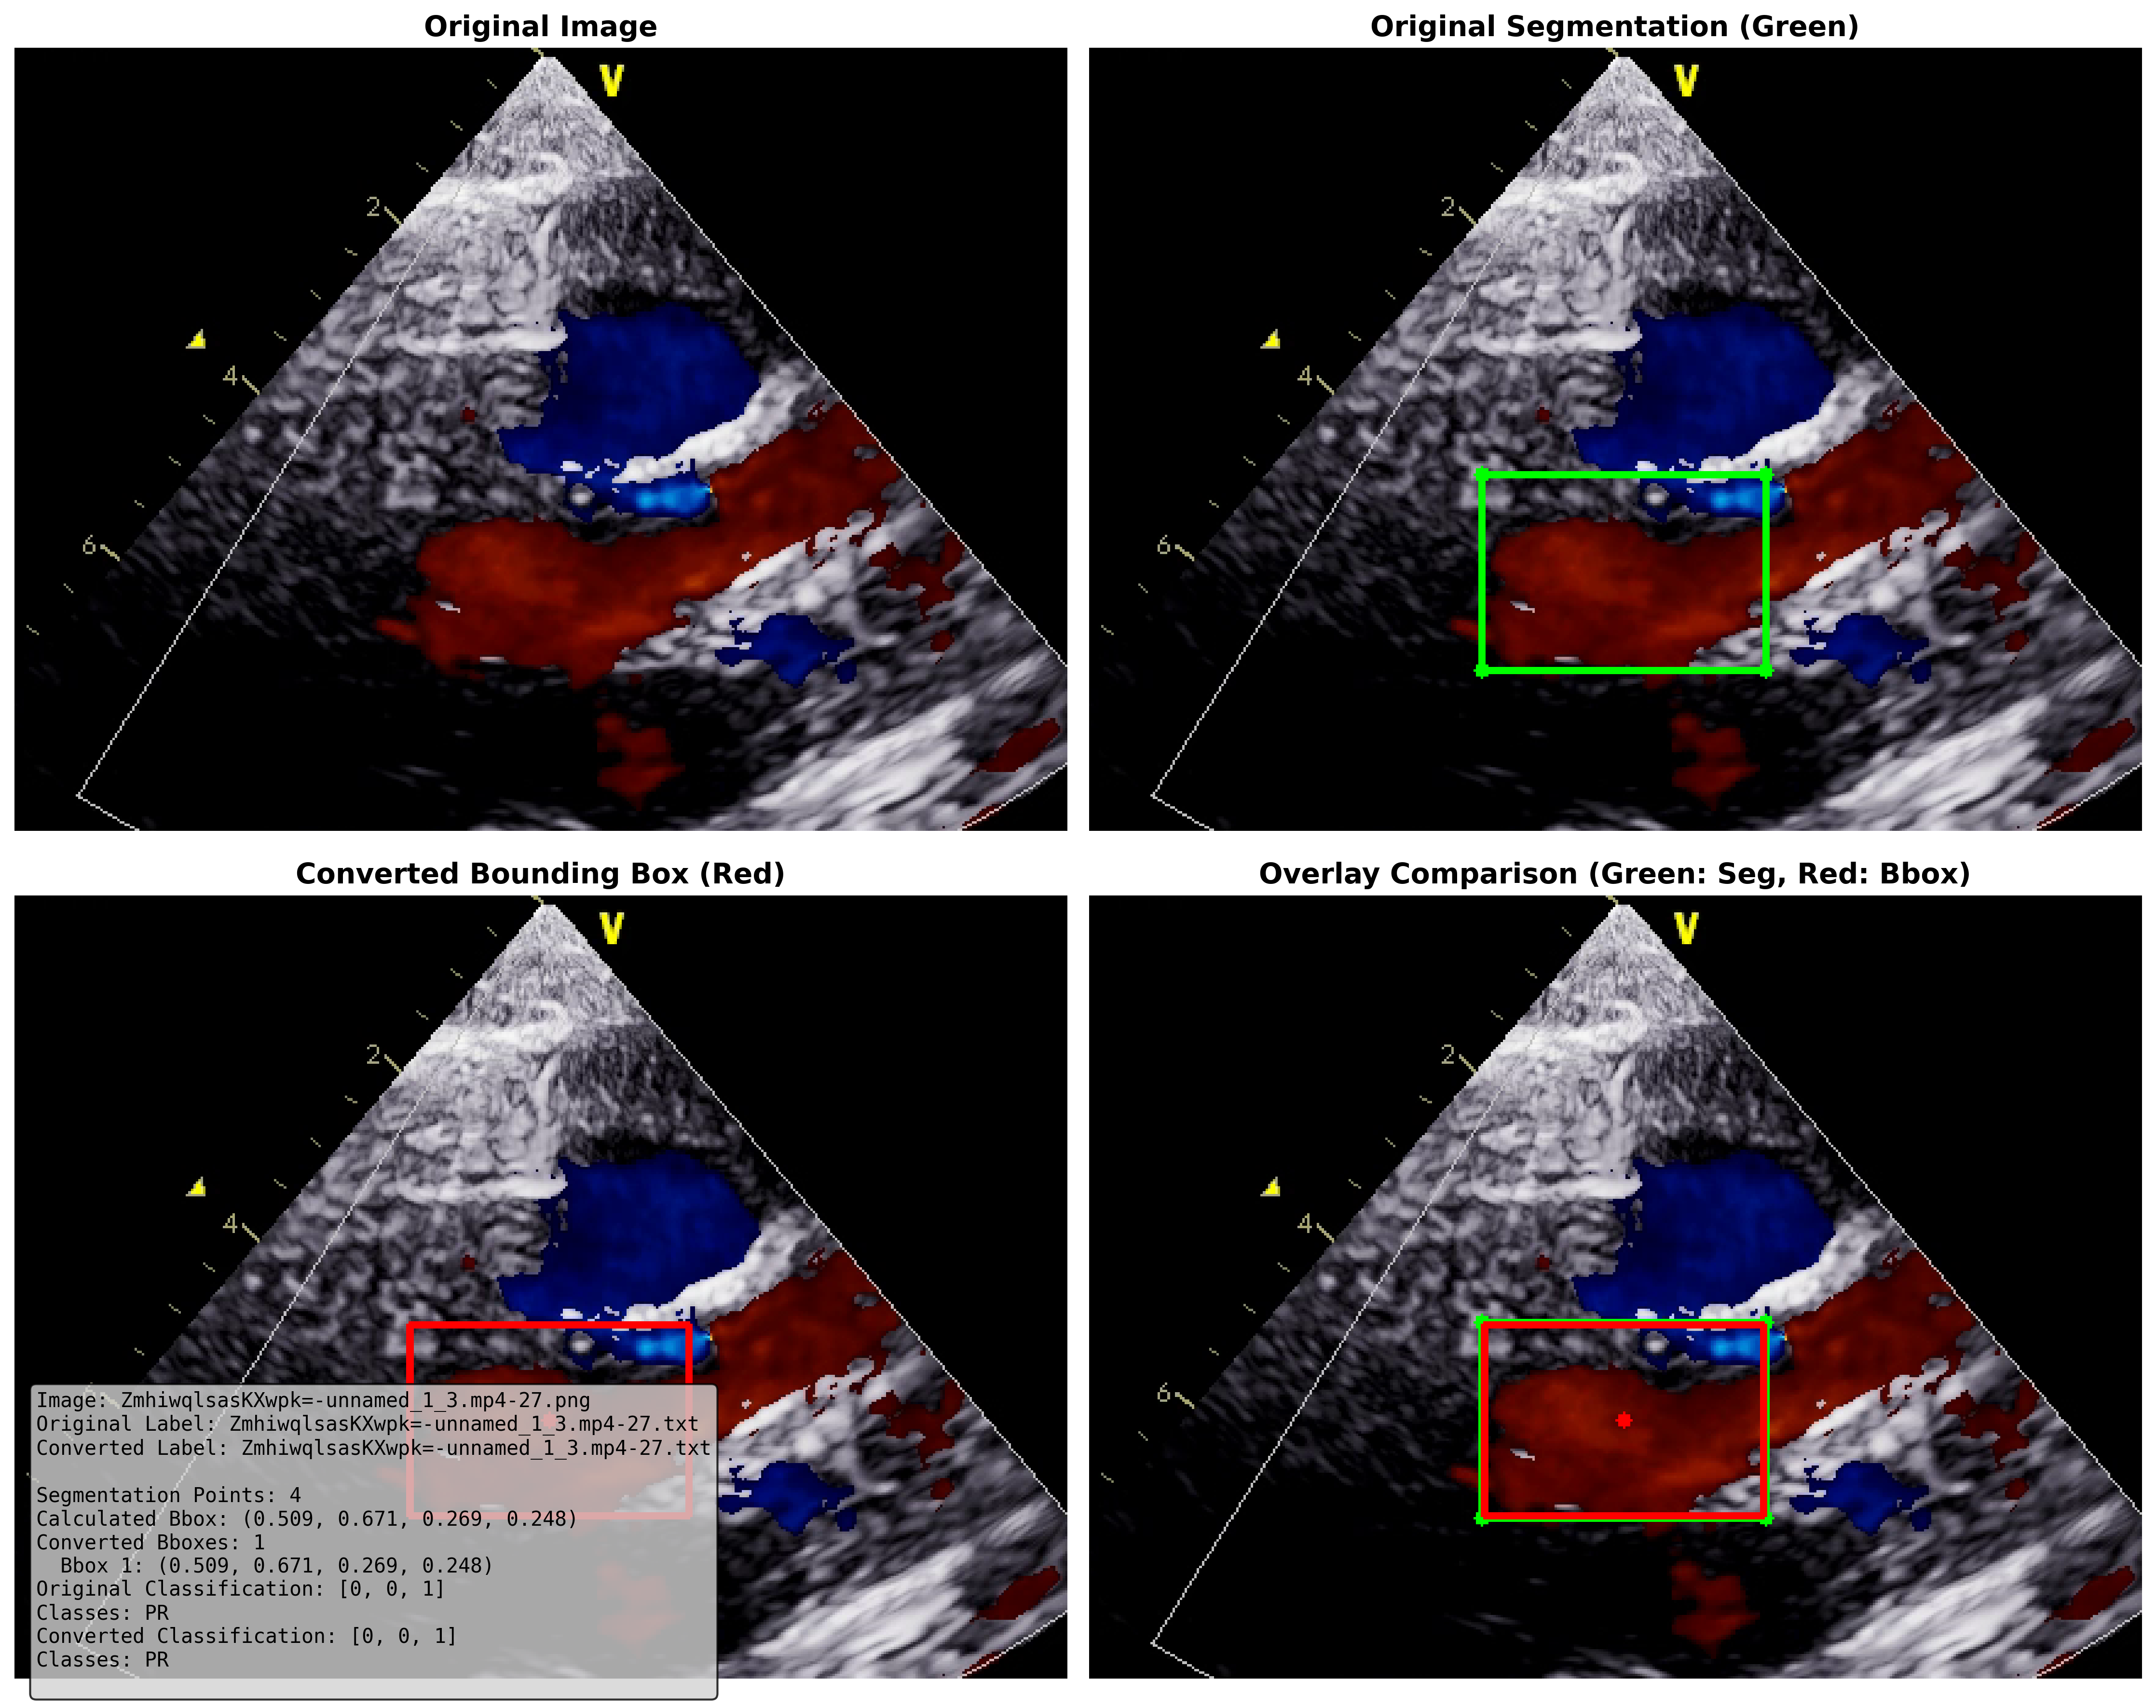 Original Image
V
2
4
6
Original Segmentation (Green)
V
2
4
6
Converted Bounding Box (Red)
V
2
4
Image: ZmhiwqlsasKXwpk=-unnamed_1_3.mp4-27.png
Original Label: ZmhiwqlsasKXwpk=-unnamed_1_3.mp4-27.txt
Converted Label: ZmhiwqlsasKXwpk=-unnamed_1_3.mp4-27.txt
Segmentation Points: 4
Calculated Bbox: (0.509, 0.671, 0.269, 0.248)
Converted Bboxes: 1
Bbox 1: (0.509, 0.671, 0.269, 0.248)
Original Classification: [0, 0, 1]
Classes: PR
Converted Classification: [0, 0, 1]
Classes: PR
Overlay Comparison (Green: Seg, Red: Bbox)
V
2
4
6